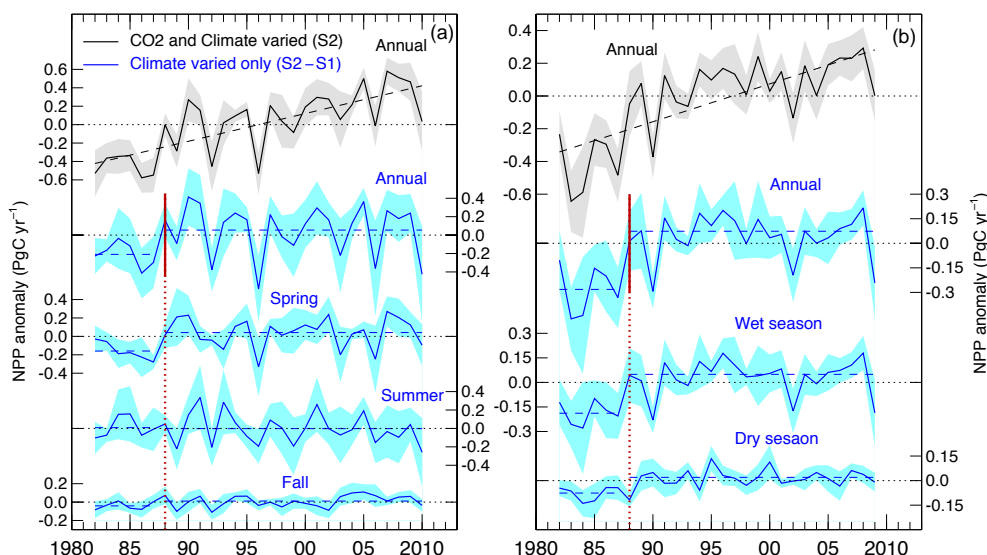 (a)
CO2 and Climate varied (S2)
Annual
Climate varied only (S2−S1)
0.6
0.4
0.2
0.0
-0.2
-0.4
-0.6
Annual
0.4
0.2
0.0
-0.2
-0.4
Spring
0.4
0.2
0.0
-0.2
-0.4
Summer
0.4
0.2
0.0
-0.2
-0.4
Fall
0.2
0.0
-0.2
NPP anomaly (PgC yr⁻¹)
1980 85 90 95 00 05 2010
(b)
Annual
0.4
0.2
0.0
-0.2
-0.4
-0.6
Annual
0.3
0.15
0.0
-0.15
-0.3
Wet season
0.3
0.15
0.0
-0.15
-0.3
Dry sesaon
0.15
0.0
-0.15
NPP anomaly (PgC yr⁻¹)
1980 85 90 95 00 05 2010